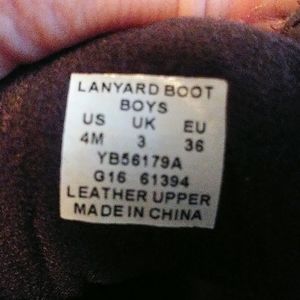 LANYARD BOOT
BOYS
US UK EU
4M 3 36
YB56179A
G16 61394
LEATHER UPPER
MADE IN CHINA